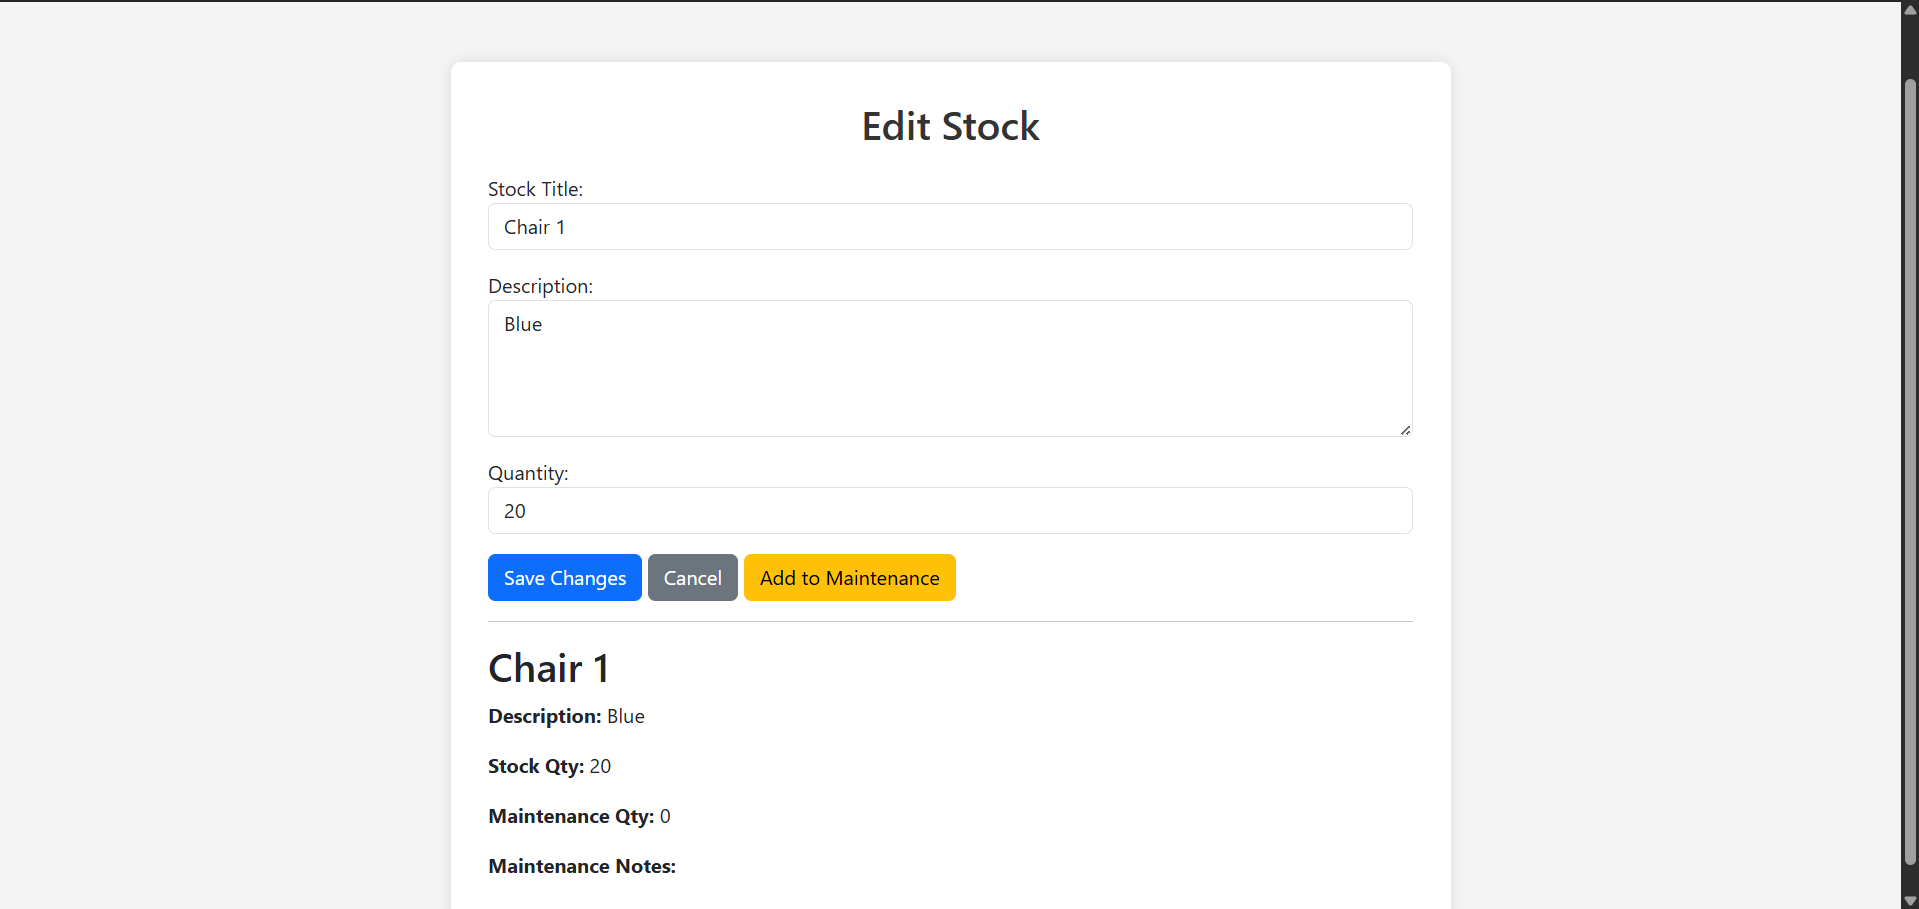 Edit Stock
Stock Title:
Chair 1
Description:
Blue
Quantity:
20
Save Changes Cancel Add to Maintenance
Chair 1
Description: Blue
Stock Qty: 20
Maintenance Qty: 0
Maintenance Notes: